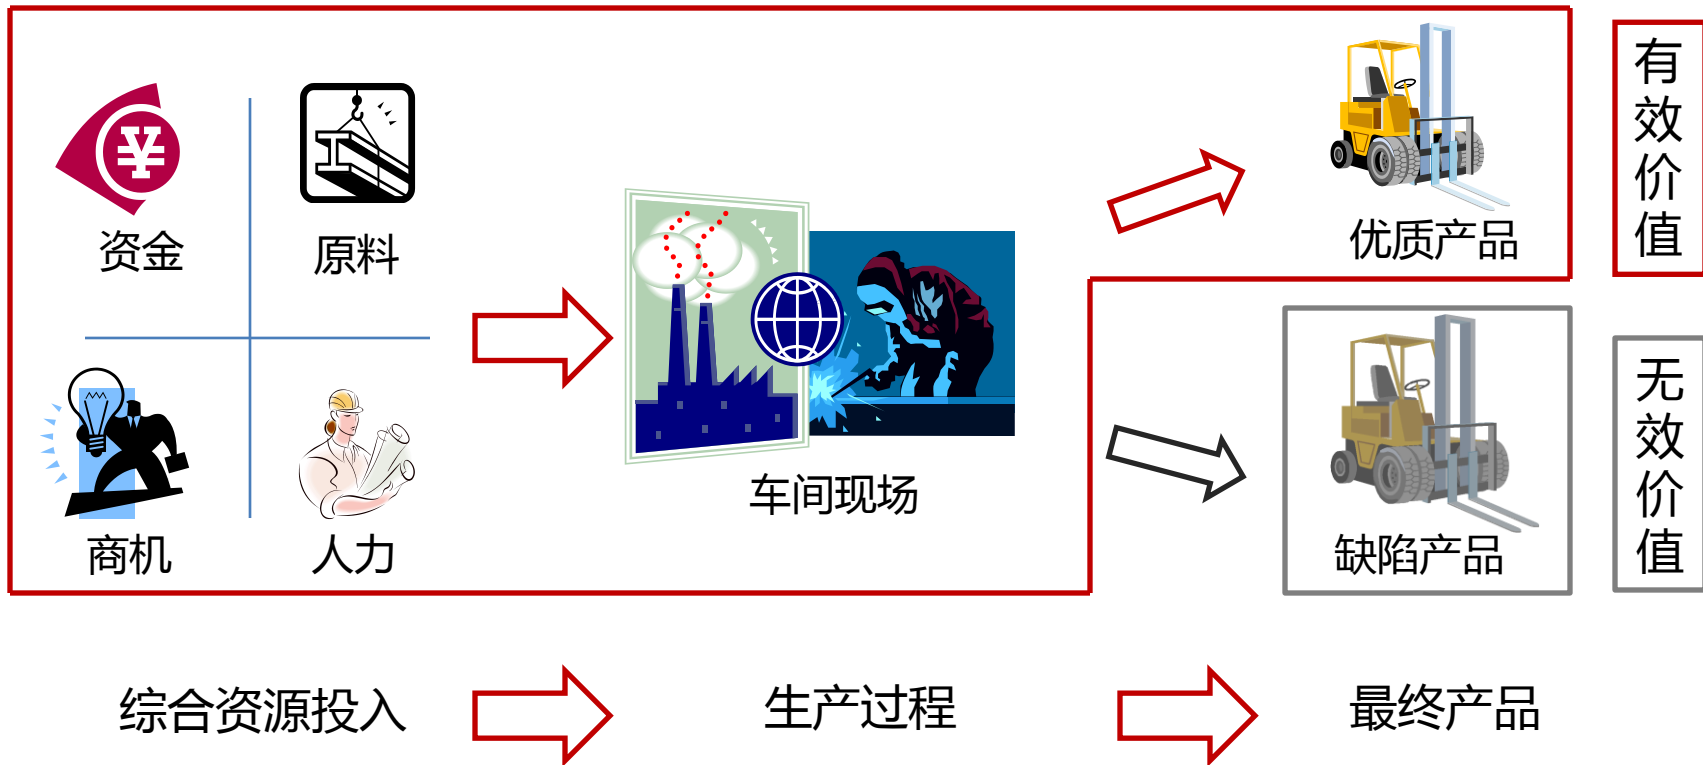 资金
原料
商机
人力
车间现场
优质产品
缺陷产品
有效价值
无效价值
综合资源投入
生产过程
最终产品